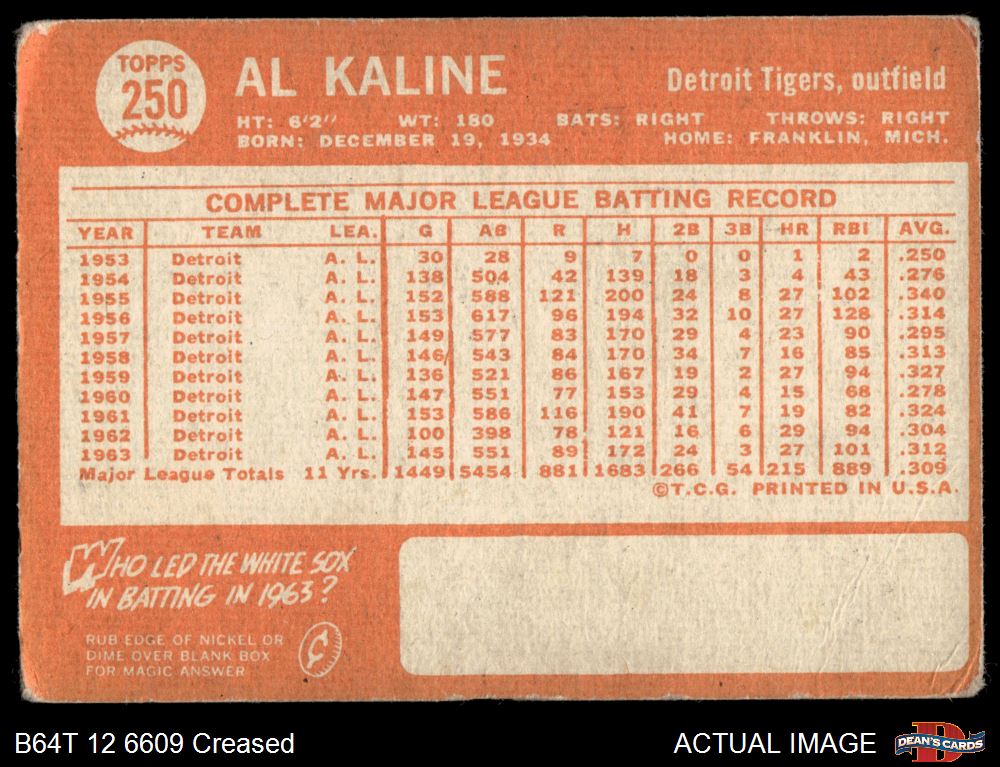 TOPPS
250
AL KALINE
Detroit Tigers, outfield
HT: 6'2" WT: 180 BATS: RIGHT THROWS: RIGHT
BORN: DECEMBER 19, 1934 HOME: FRANKLIN, MICH.
COMPLETE MAJOR LEAGUE BATTING RECORD
YEAR TEAM LEA. G AB R H 2B 3B HR RBI AVG.
1953 Detroit A. L. 30 28 9 7 0 0 1 2 .250
1954 Detroit A. L. 138 504 42 139 18 3 4 43 .276
1955 Detroit A. L. 152 588 121 200 24 8 27 102 .340
1956 Detroit A. L. 153 617 96 194 32 10 27 128 .314
1957 Detroit A. L. 149 577 83 170 29 4 23 90 .295
1958 Detroit A. L. 146 543 84 170 34 7 16 85 .313
1959 Detroit A. L. 136 521 86 167 19 2 27 94 .327
1960 Detroit A. L. 147 551 77 153 29 4 15 68 .278
1961 Detroit A. L. 153 586 116 190 41 7 19 82 .324
1962 Detroit A. L. 100 398 78 121 16 6 29 94 .304
1963 Detroit A. L. 145 551 89 172 24 3 27 101 .312
Major League Totals 11 Yrs. 1449 5454 881 1683 266 54 215 889 .309
©T.C.G. PRINTED IN U.S.A.
WHO LED THE WHITE SOX
IN BATTING IN 1963?
RUB EDGE OF NICKEL OR
DIME OVER BLANK BOX
FOR MAGIC ANSWER
B64T 12 6609 Creased
ACTUAL IMAGE
DEAN'S CARDS